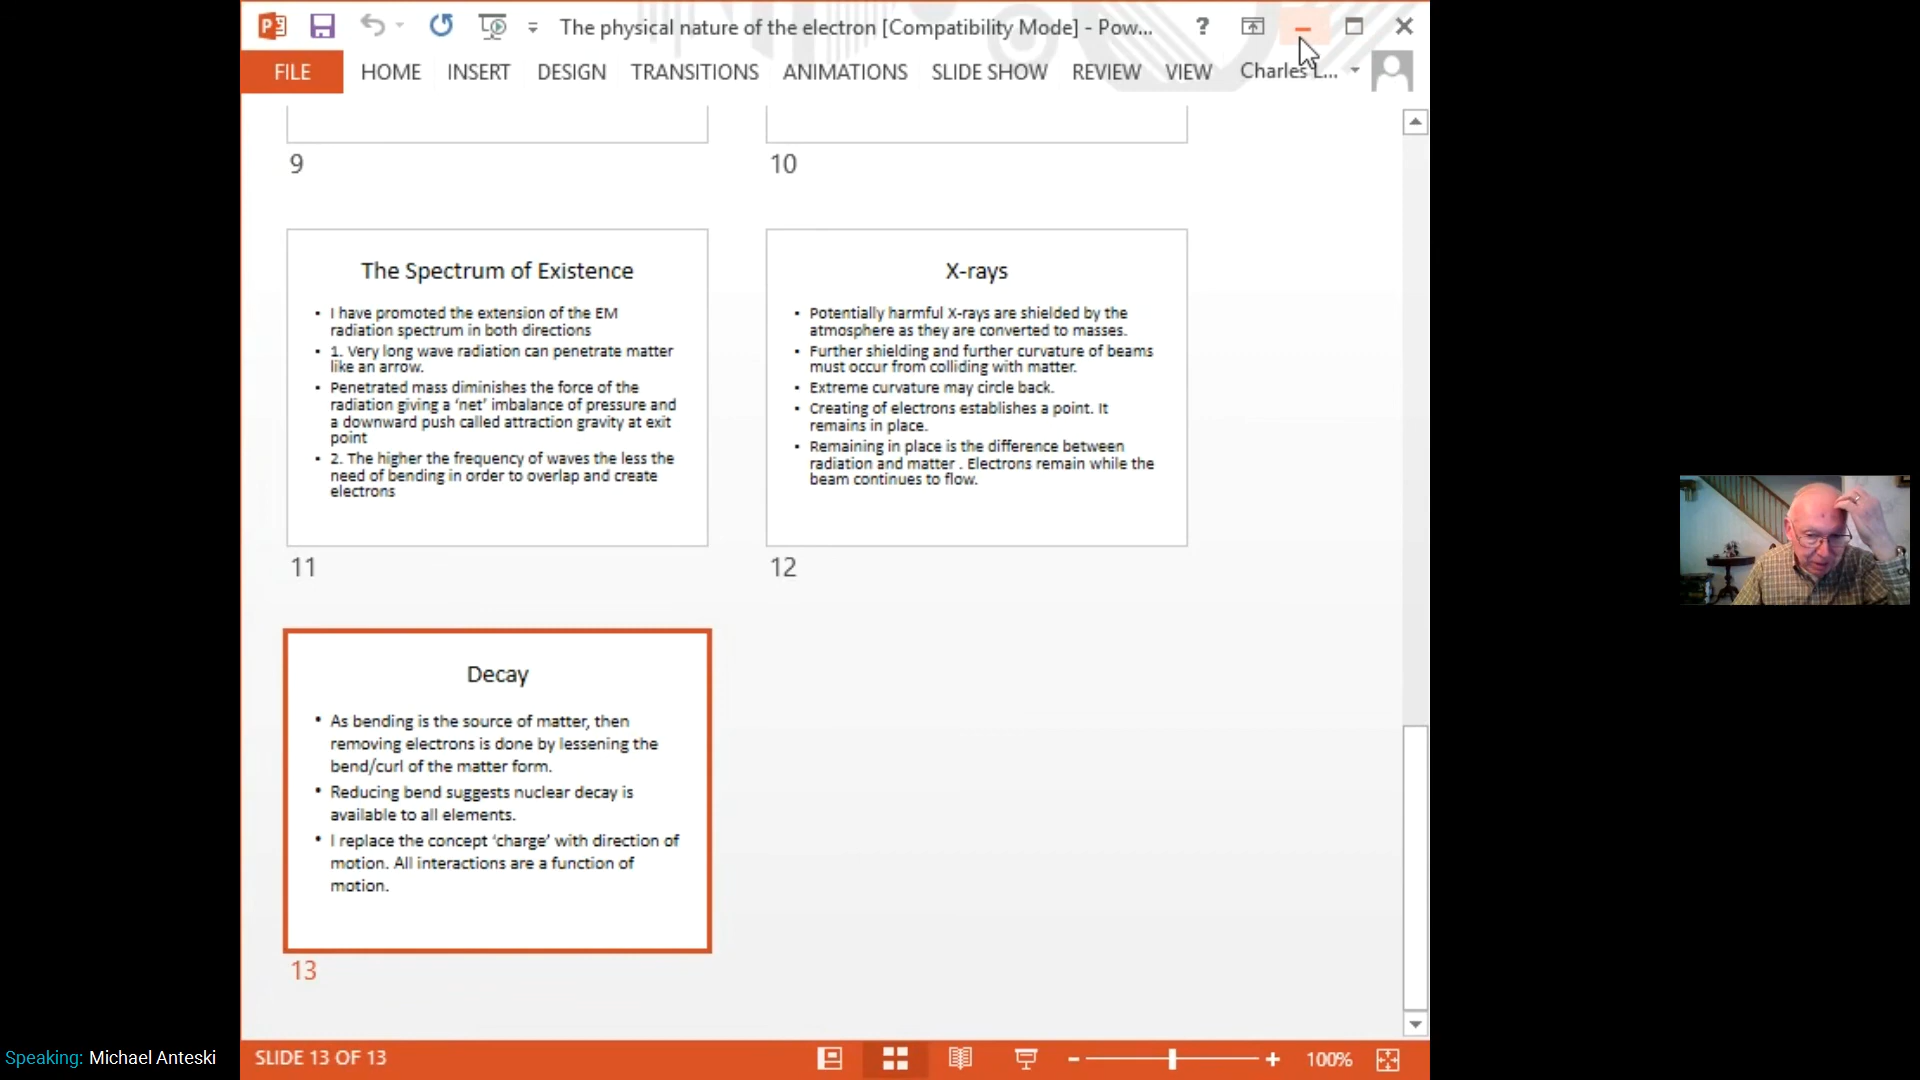 The physical nature of the electron [Compatibility Mode] - Pow...
?
FILE HOME INSERT DESIGN TRANSITIONS ANIMATIONS SLIDE SHOW REVIEW VIEW Charles L...
9
10
The Spectrum of Existence
• I have promoted the extension of the EM
radiation spectrum in both directions
• 1. Very long wave radiation can penetrate matter
like an arrow.
• Penetrated mass diminishes the force of the
radiation giving a ‘net’ imbalance of pressure and
a downward push called attraction gravity at exit
point
• 2. The higher the frequency of waves the less the
need of bending in order to overlap and create
electrons
11
X-rays
• Potentially harmful X-rays are shielded by the
atmosphere as they are converted to masses.
• Further shielding and further curvature of beams
must occur from colliding with matter.
• Extreme curvature may circle back.
• Creating of electrons establishes a point. It
remains in place.
• Remaining in place is the difference between
radiation and matter . Electrons remain while the
beam continues to flow.
12
Decay
• As bending is the source of matter, then
removing electrons is done by lessening the
bend/curl of the matter form.
• Reducing bend suggests nuclear decay is
available to all elements.
• I replace the concept ‘charge’ with direction of
motion. All interactions are a function of
motion.
13
Speaking: Michael Anteski
SLIDE 13 OF 13
100%